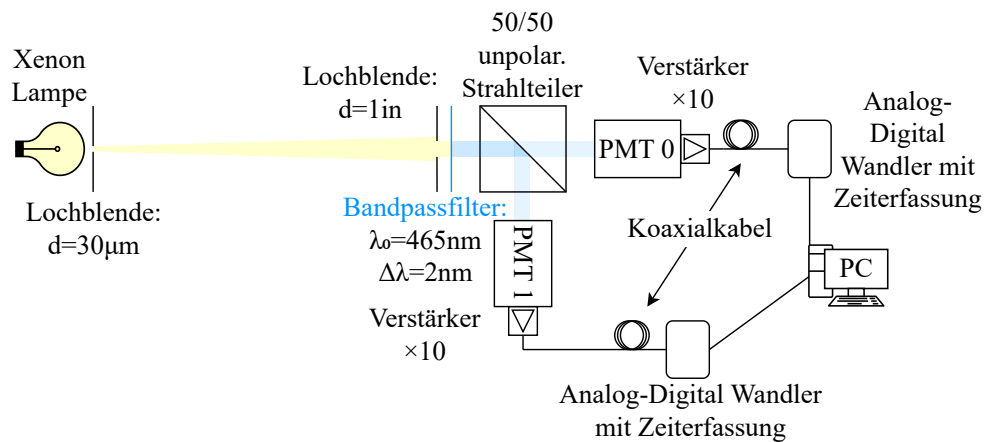 Xenon
Lampe
Lochblende:
d=30μm
Lochblende:
d=1in
Bandpassfilter:
λ₀=465nm
Δλ=2nm
50/50
unpolar.
Strahlteiler
PMT 0
Verstärker
×10
Analog-
Digital
Wandler mit
Zeiterfassung
Koaxialkabel
PMT 1
Verstärker
×10
PC
Analog-Digital Wandler
mit Zeiterfassung